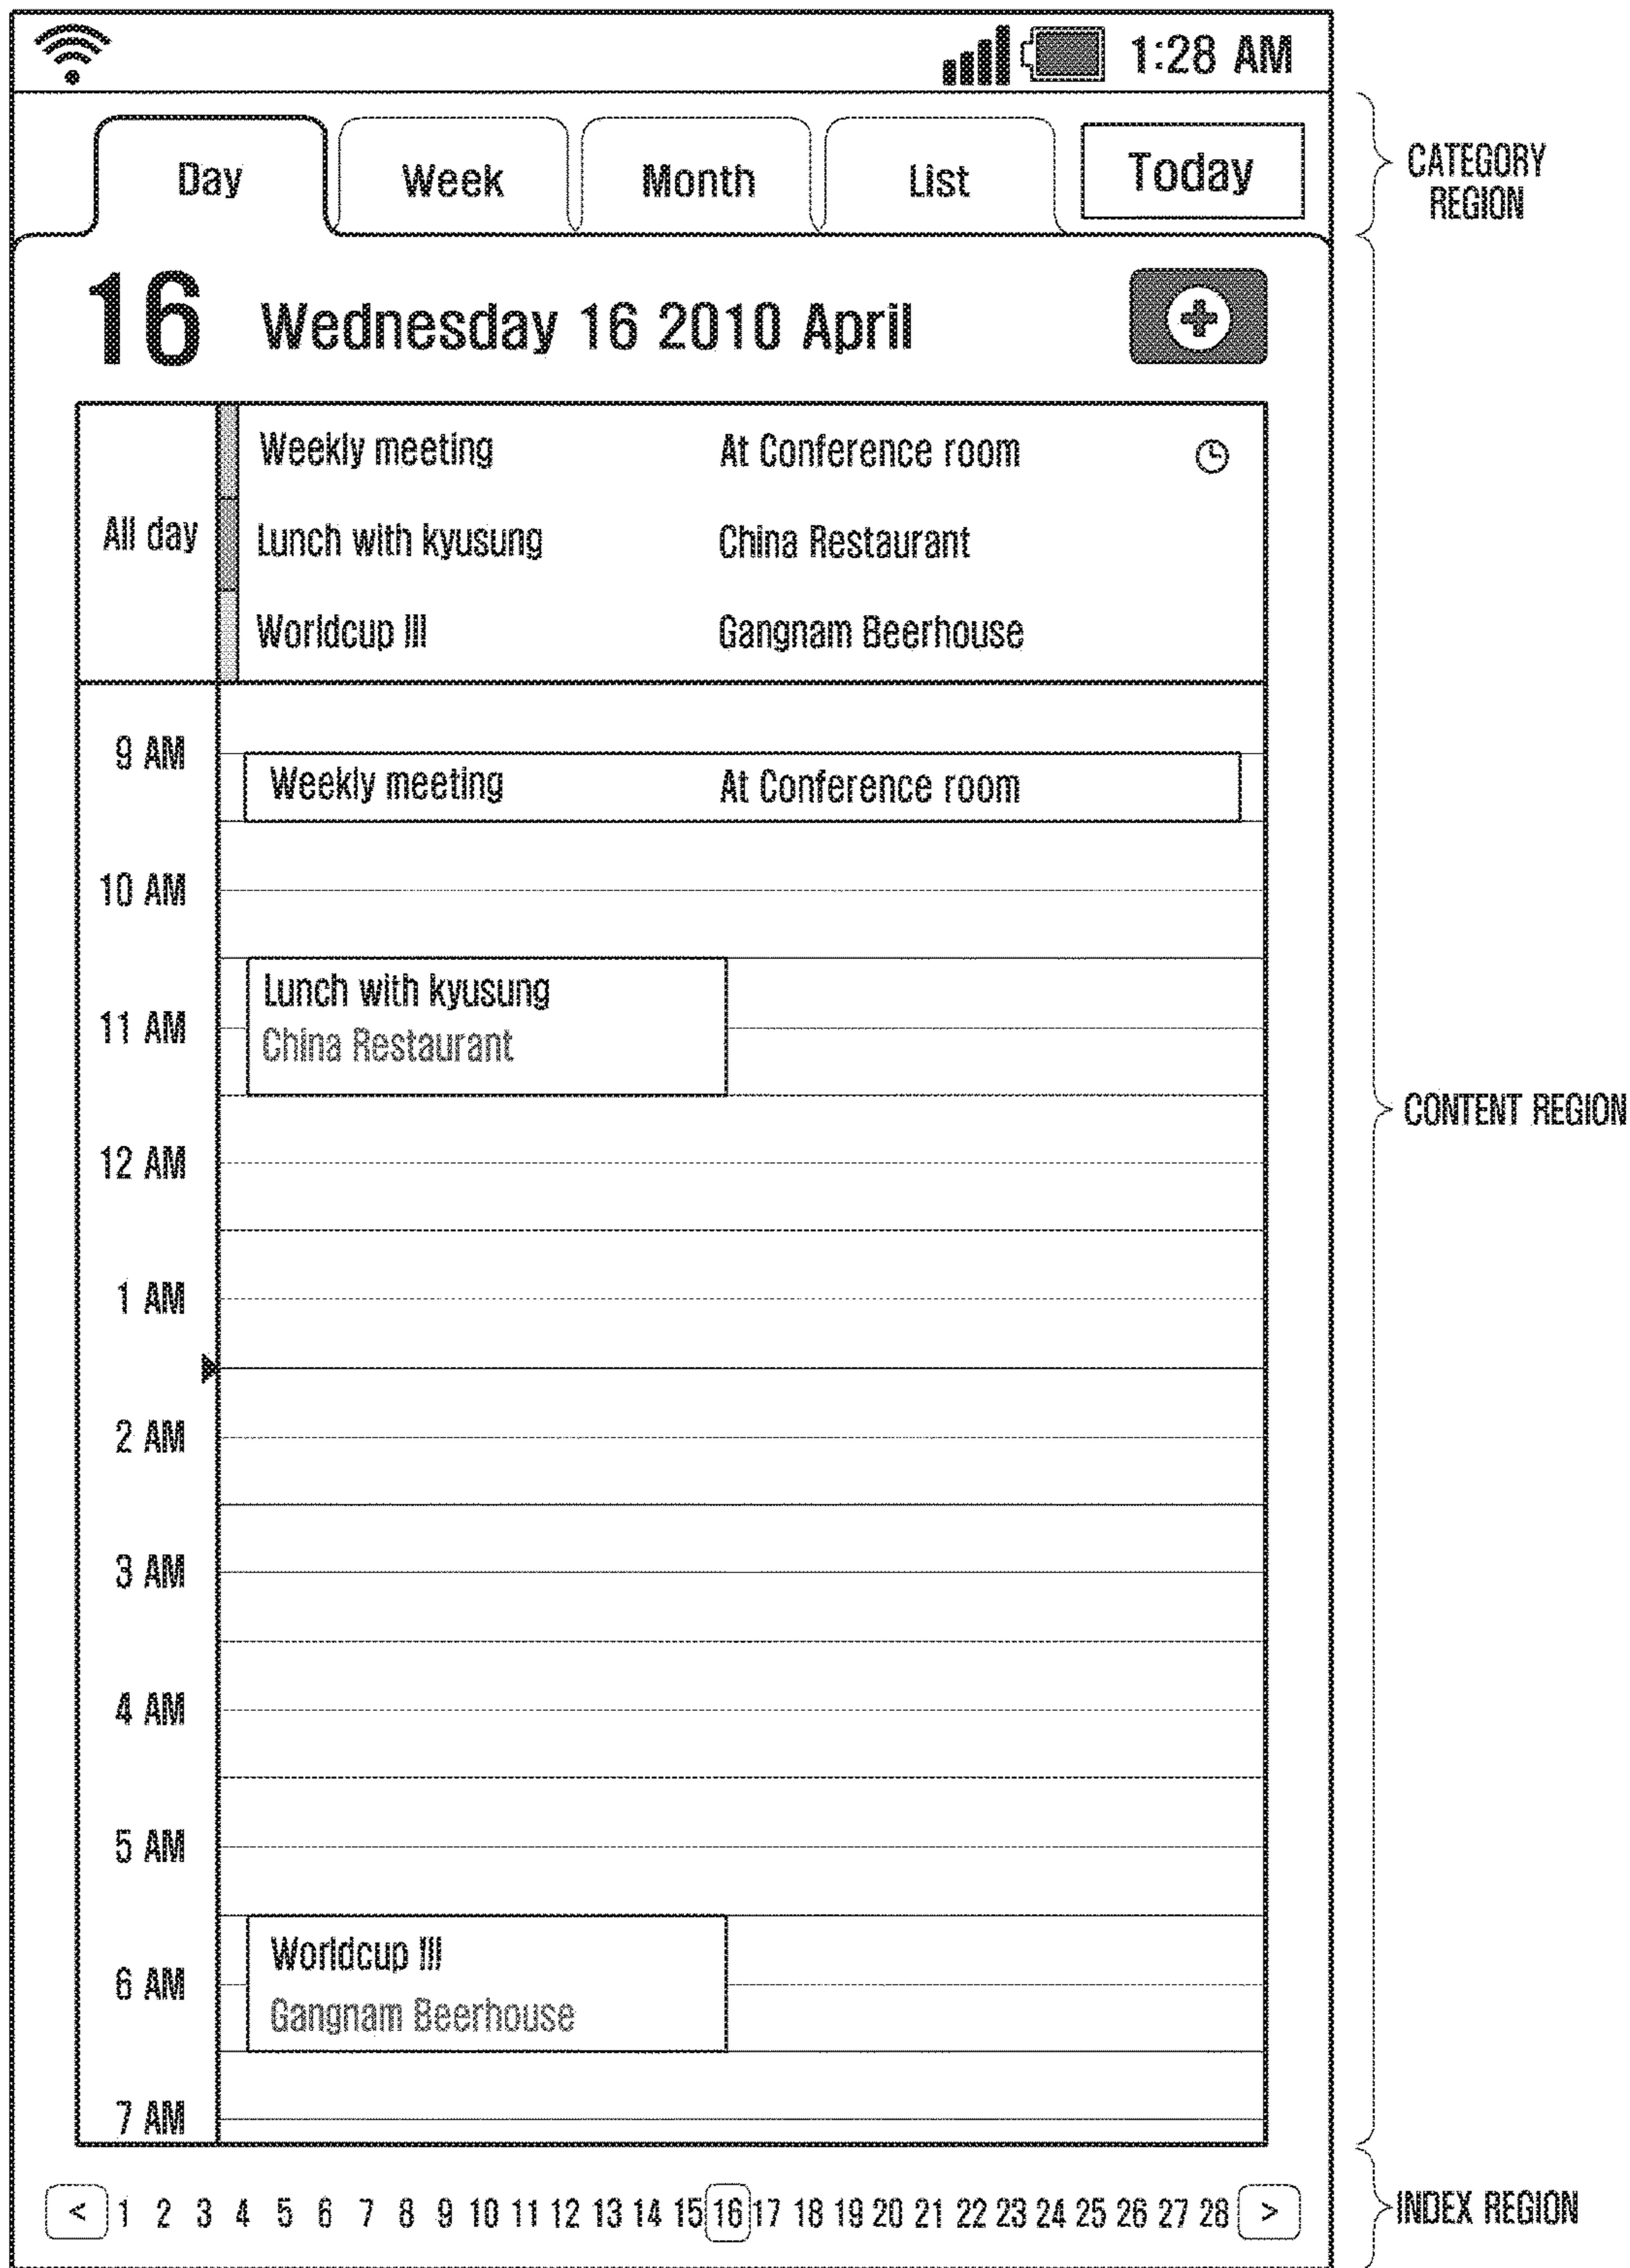 1:28 AM
Day Week Month List Today
CATEGORY
REGION
16 Wednesday 16 2010 April
All day
Weekly meeting At Conference room
Lunch with kyusung China Restaurant
Worldcup III Gangnam Beerhouse
9 AM
Weekly meeting At Conference room
10 AM
Lunch with kyusung
11 AM
China Restaurant
CONTENT REGION
12 AM
1 AM
2 AM
3 AM
4 AM
5 AM
Worldcup III
6 AM
Gangnam Beerhouse
7 AM
< 1 2 3 4 5 6 7 8 9 10 11 12 13 14 15 16 17 18 19 20 21 22 23 24 25 26 27 28 >
INDEX REGION